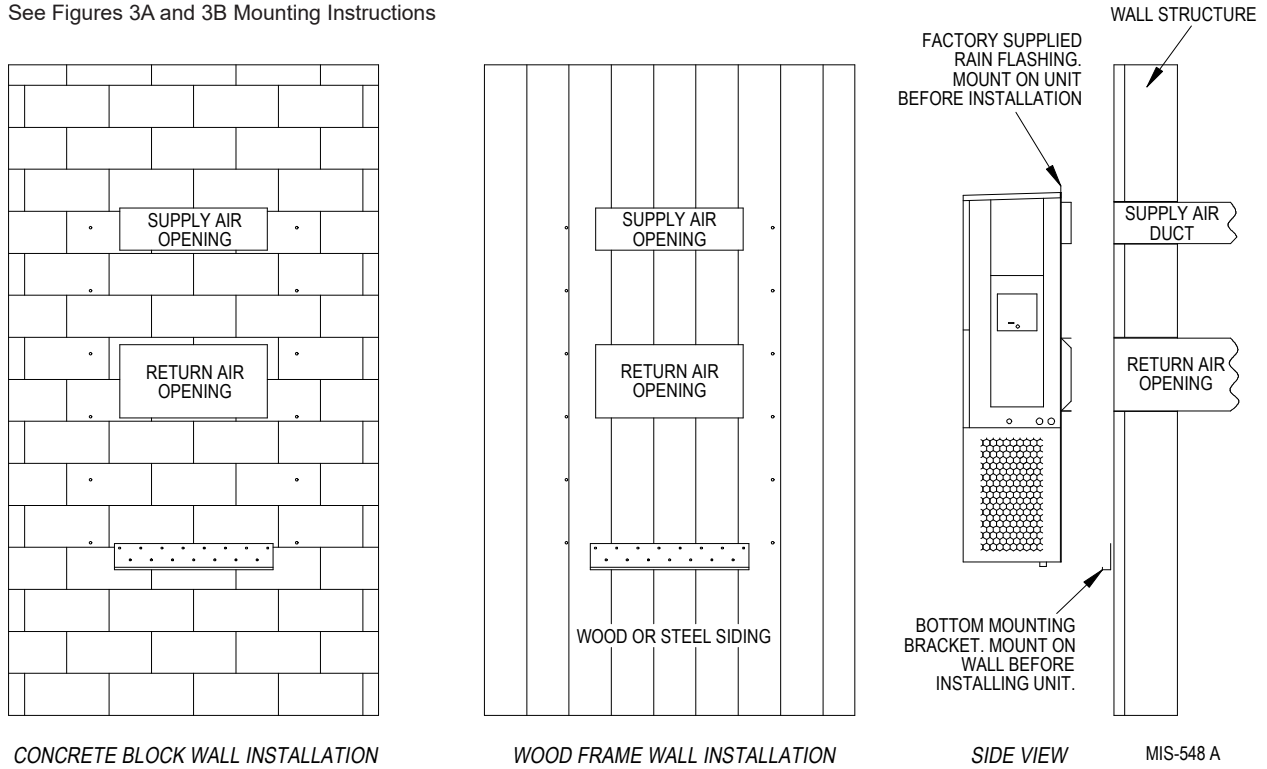 See Figures 3A and 3B Mounting Instructions
WALL STRUCTURE
FACTORY SUPPLIED
RAIN FLASHING.
MOUNT ON UNIT
BEFORE INSTALLATION
SUPPLY AIR
OPENING
RETURN AIR
OPENING
SUPPLY AIR
OPENING
RETURN AIR
OPENING
WOOD OR STEEL SIDING
SUPPLY AIR
DUCT
RETURN AIR
OPENING
BOTTOM MOUNTING
BRACKET. MOUNT ON
WALL BEFORE
INSTALLING UNIT.
CONCRETE BLOCK WALL INSTALLATION
WOOD FRAME WALL INSTALLATION
SIDE VIEW
MIS-548 A